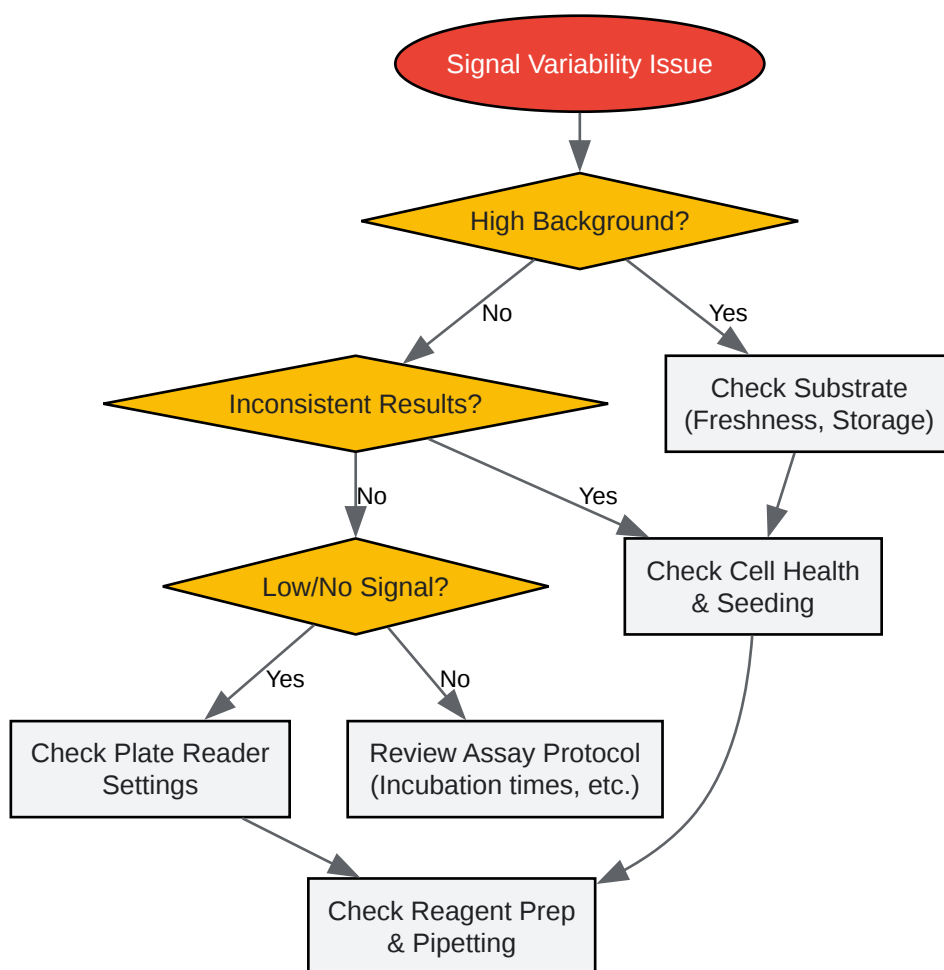 Signal Variability Issue
High Background?
No
Yes
Inconsistent Results?
Check Substrate
(Freshness, Storage)
No
Yes
Low/No Signal?
Check Cell Health
& Seeding
Yes
No
Check Plate Reader
Settings
Review Assay Protocol
(Incubation times, etc.)
Check Reagent Prep
& Pipetting